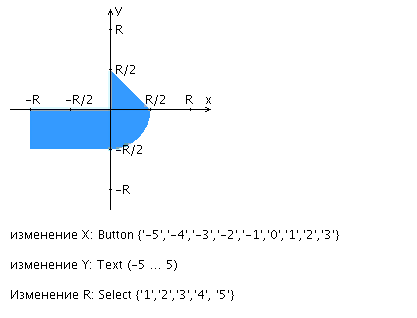 y
R
R/2
-R -R/2 R/2 R x
-R/2
-R
изменение X: Button {'-5','-4','-3','-2','-1','0','1','2','3'}
изменение Y: Text (-5 ... 5)
Изменение R: Select {'1','2','3','4', '5'}